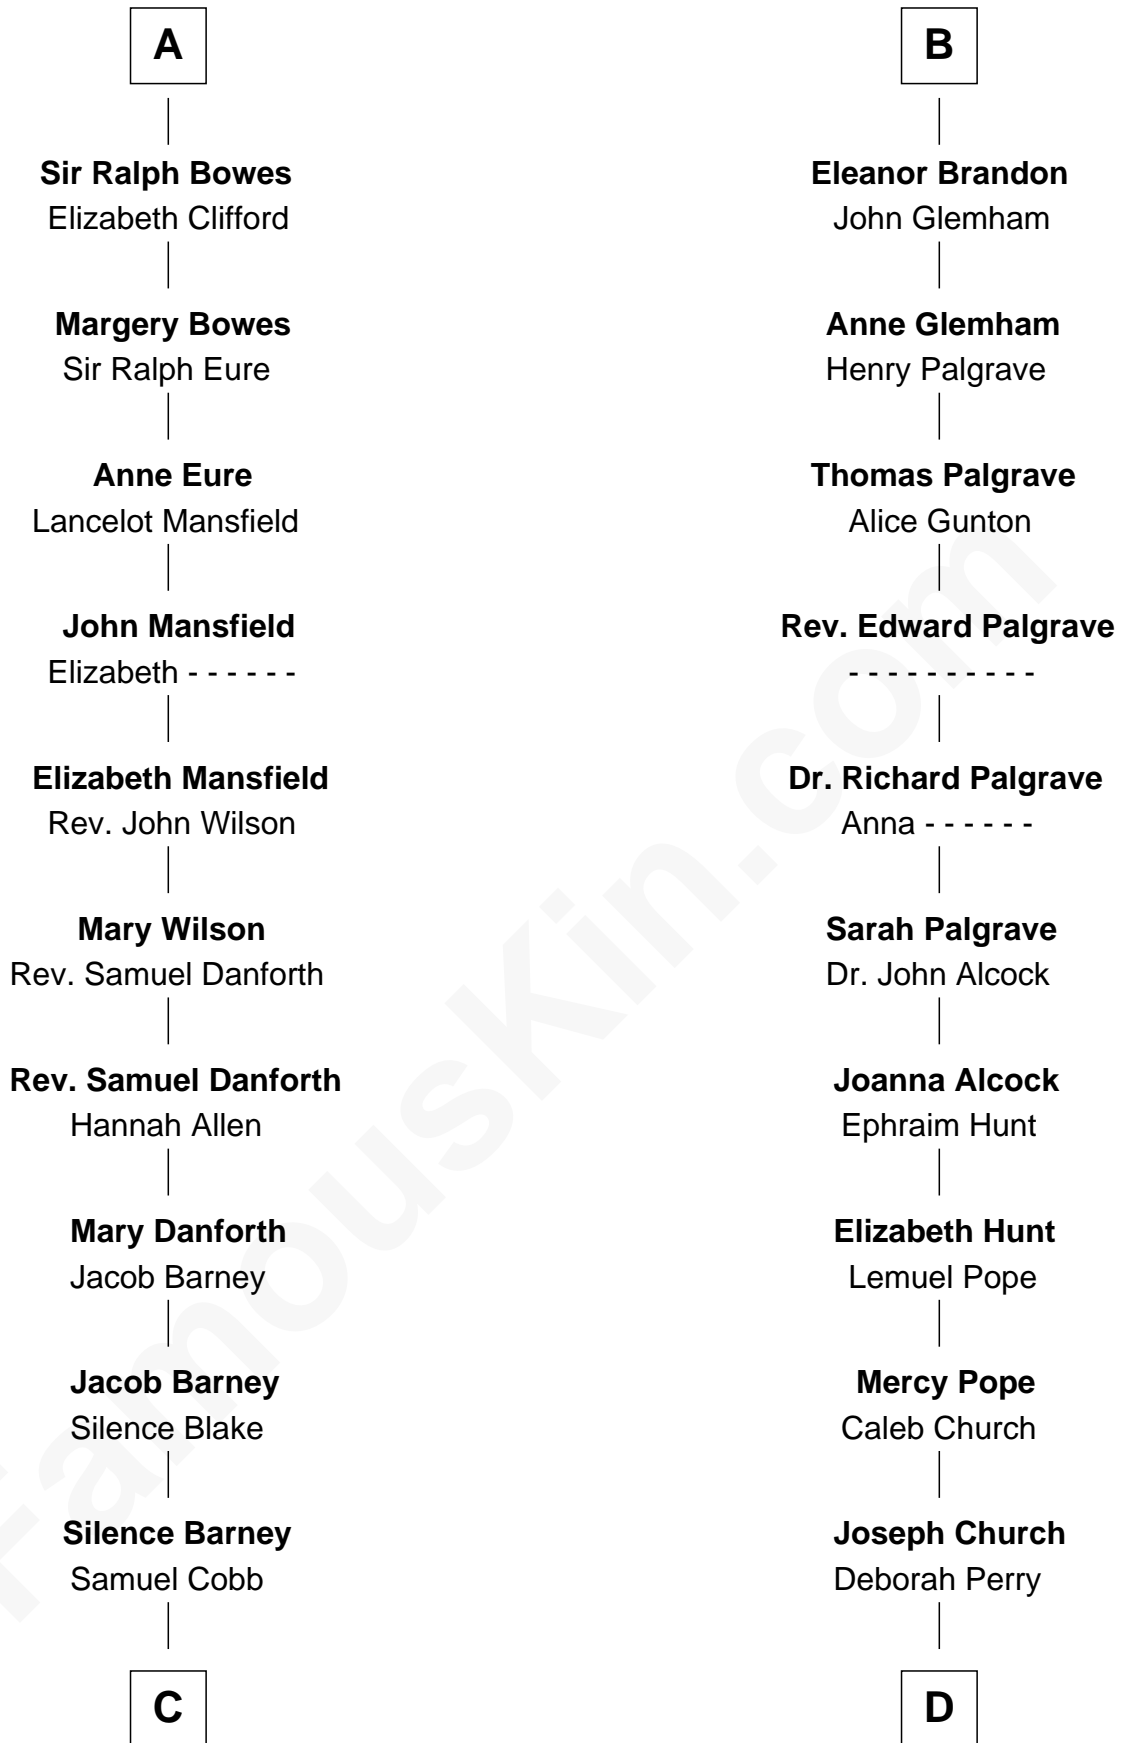 A
Sir Ralph Bowes
Elizabeth Clifford
Margery Bowes
Sir Ralph Eure
Anne Eure
Lancelot Mansfield
John Mansfield
Elizabeth - - - - - -
Elizabeth Mansfield
Rev. John Wilson
Mary Wilson
Rev. Samuel Danforth
Rev. Samuel Danforth
Hannah Allen
Mary Danforth
Jacob Barney
Jacob Barney
Silence Blake
Silence Barney
Samuel Cobb
C
B
Eleanor Brandon
John Glemham
Anne Glemham
Henry Palgrave
Thomas Palgrave
Alice Gunton
Rev. Edward Palgrave
- - - - - - - - - -
Dr. Richard Palgrave
Anna - - - - - -
Sarah Palgrave
Dr. John Alcock
Joanna Alcock
Ephraim Hunt
Elizabeth Hunt
Lemuel Pope
Mercy Pope
Caleb Church
Joseph Church
Deborah Perry
D
FamousKin.com